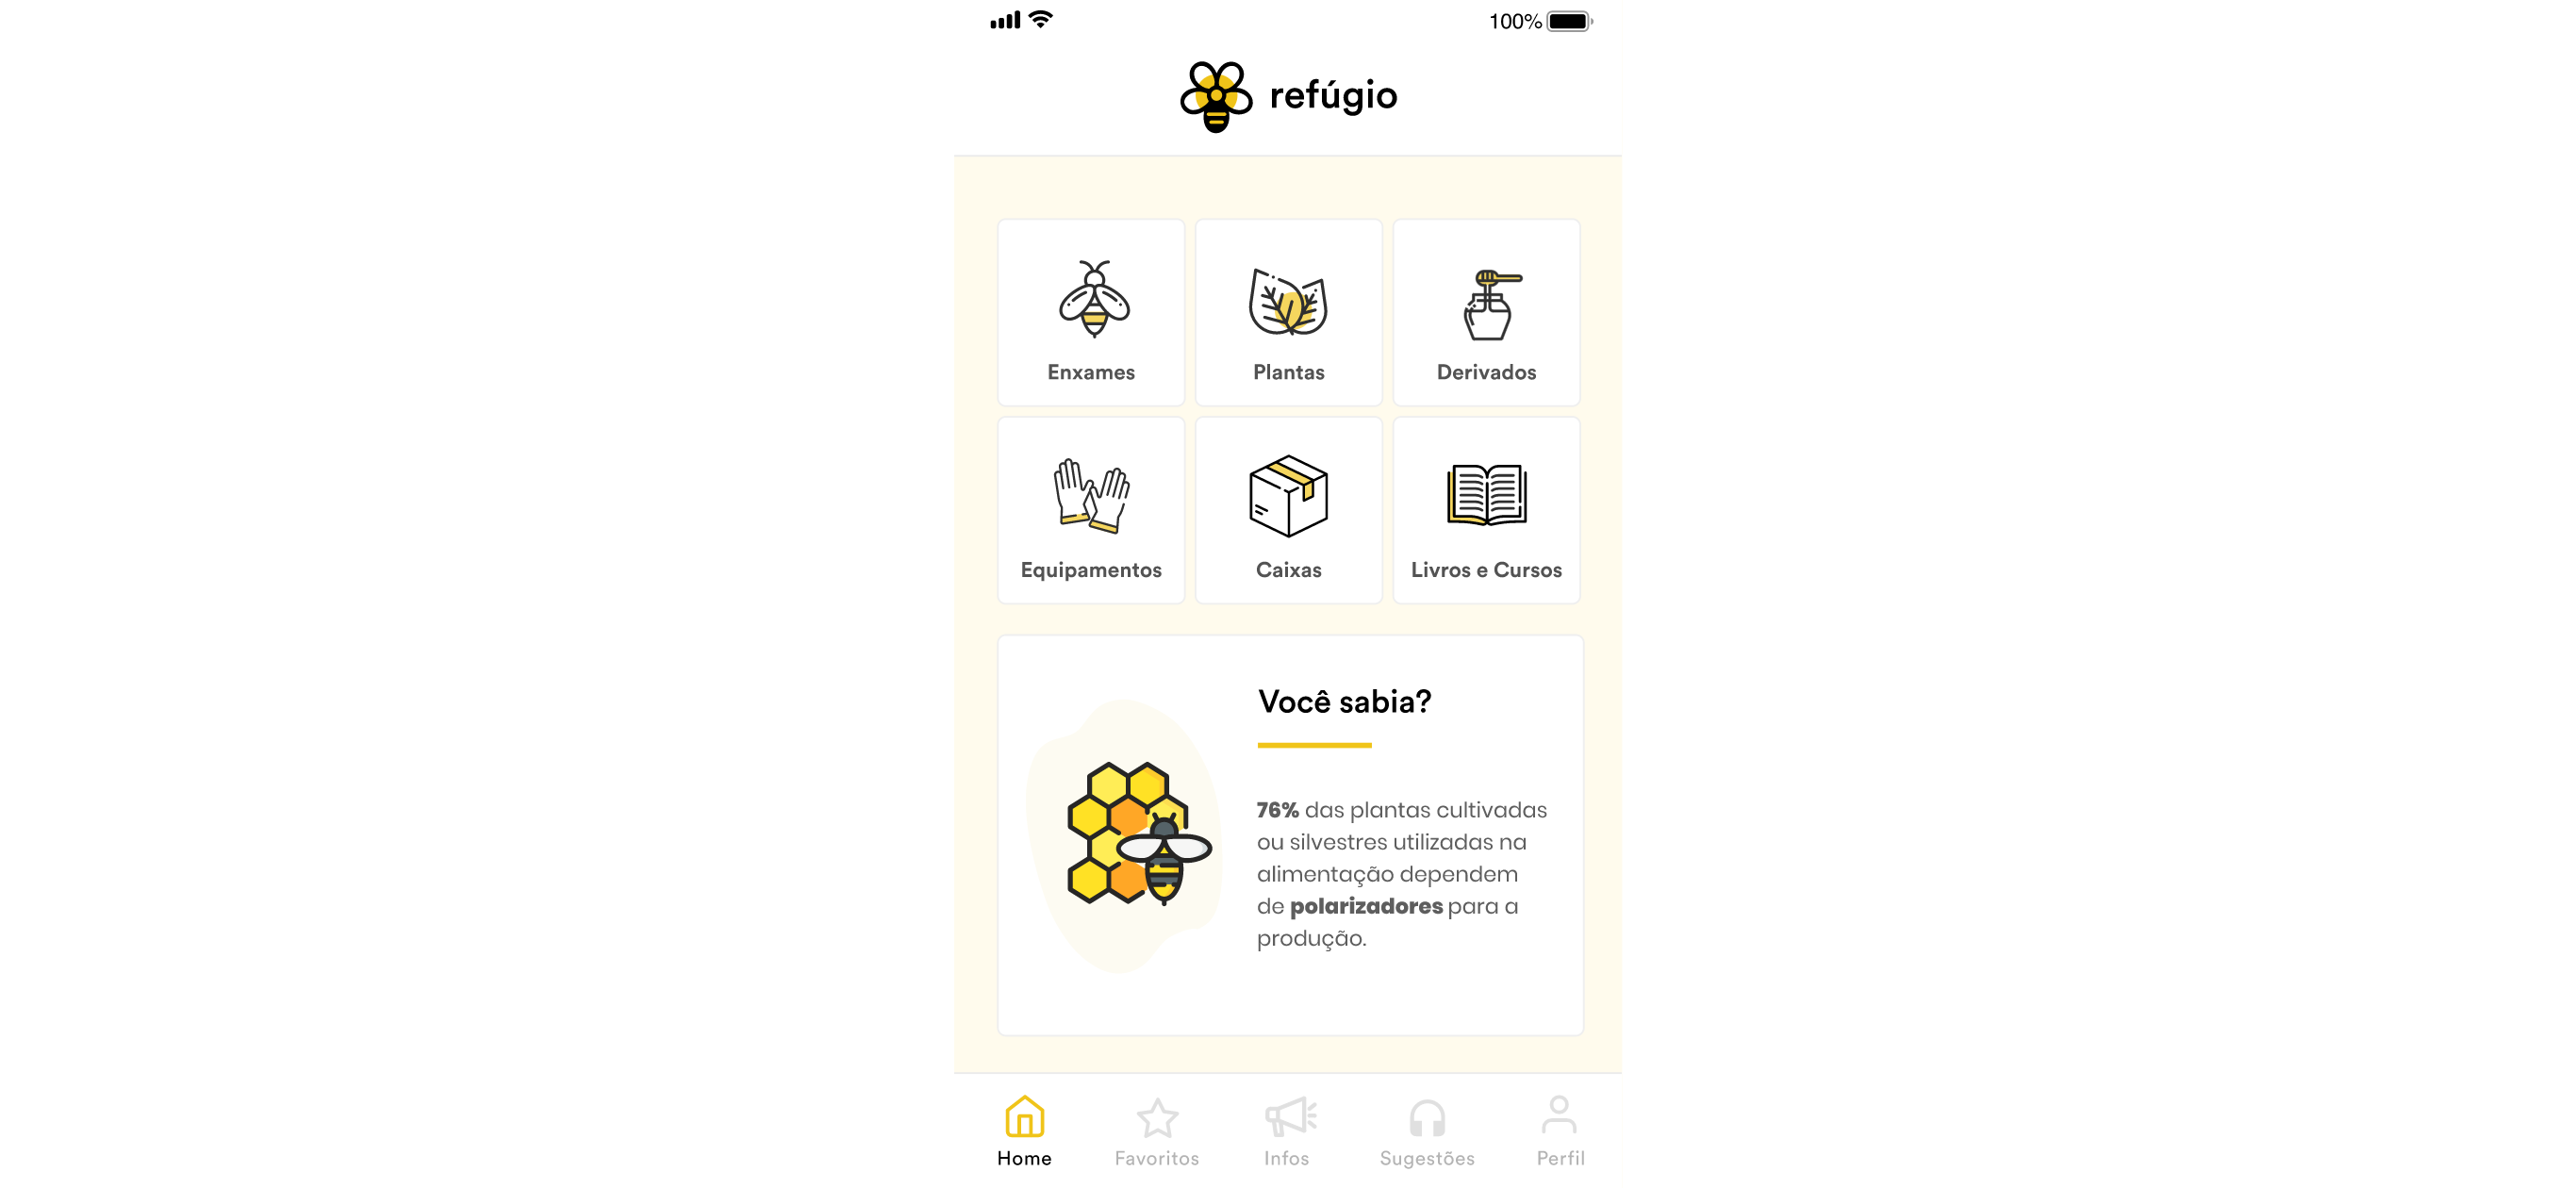 100%
refúgio
Enxames
Plantas
Derivados
Equipamentos
Caixas
Livros e Cursos
Você sabia?
76% das plantas cultivadas
ou silvestres utilizadas na
alimentação dependem
de polarizadores para a
produção.
Home
Favoritos
Infos
Sugestões
Perfil